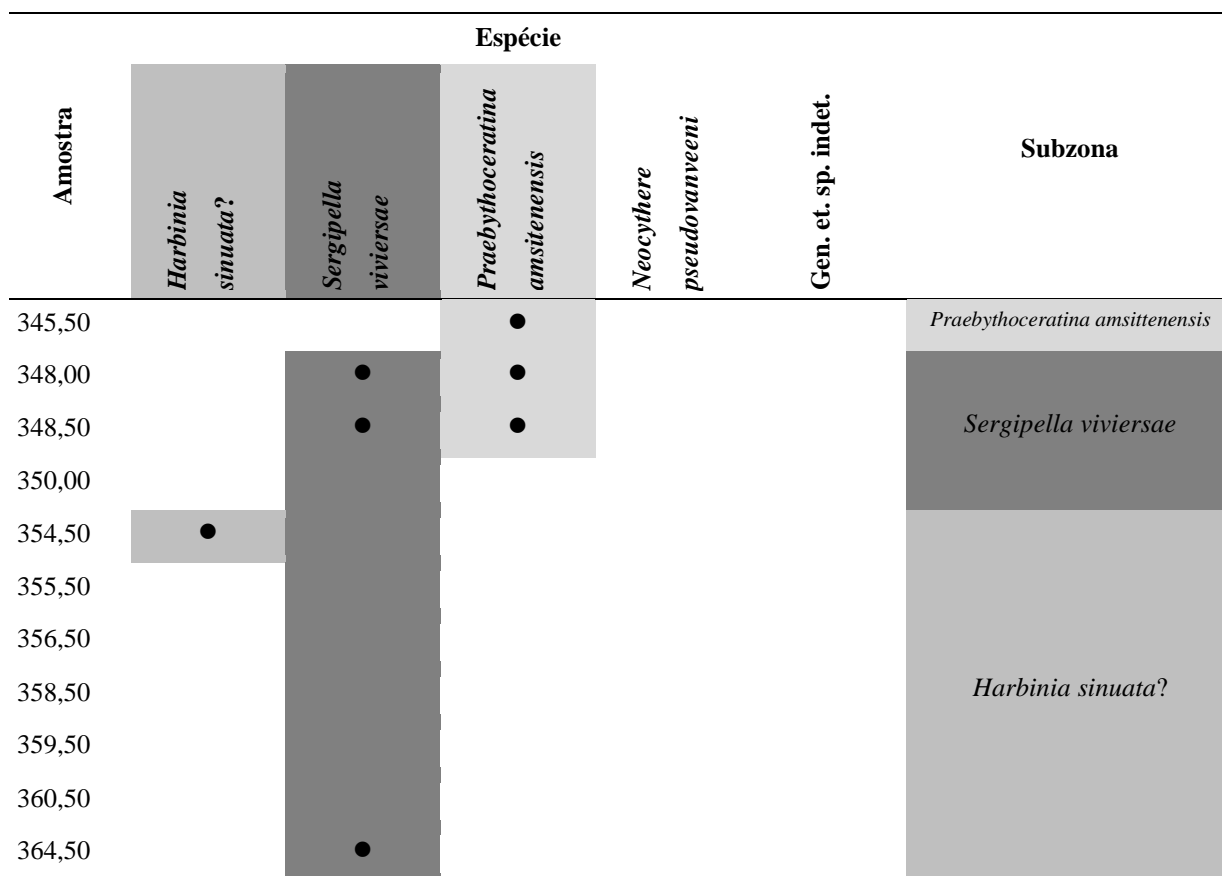 Espécie
Amostra
Harbinia
sinuata?
Sergipella
viviersae
Praebythoceratina
amsitenensis
Neocythere
pseudovanveeni
Gen. et. sp. indet.
Subzona
345,50 ● Praebythoceratina amsittenensis
348,00 ● ●
348,50 ● ● Sergipella viviersae
350,00
354,50 ●
355,50
356,50
358,50 Harbinia sinuata?
359,50
360,50
364,50 ●